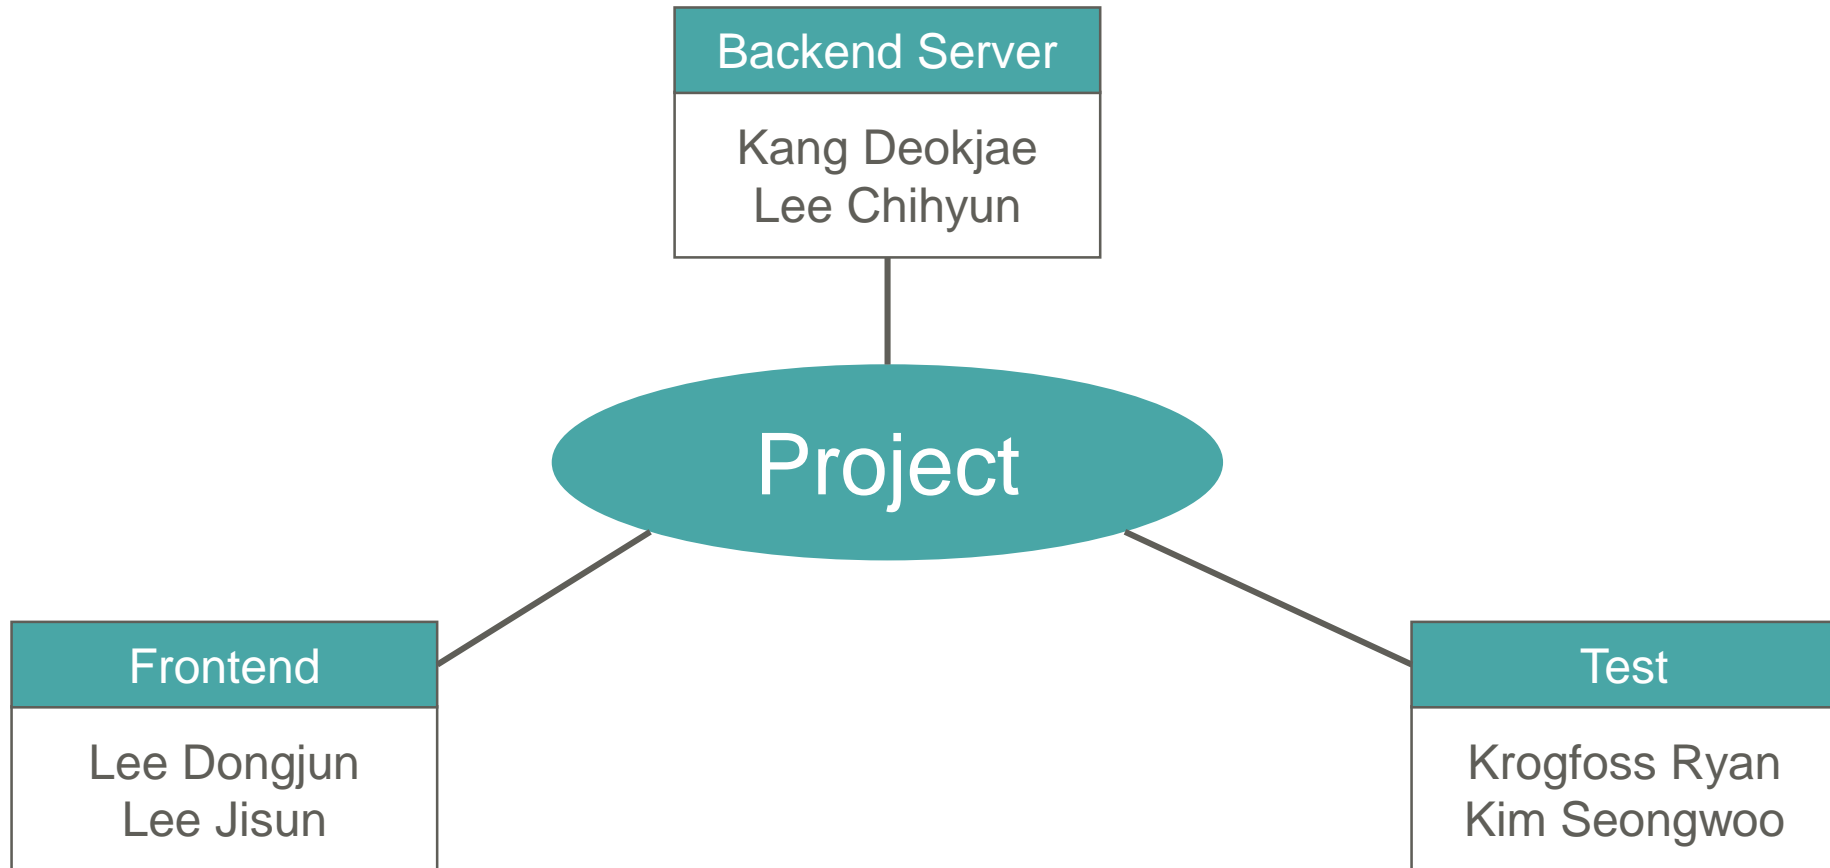 Backend Server
Kang Deokjae
Lee Chihyun
Project
Frontend
Lee Dongjun
Lee Jisun
Test
Krogfoss Ryan
Kim Seongwoo